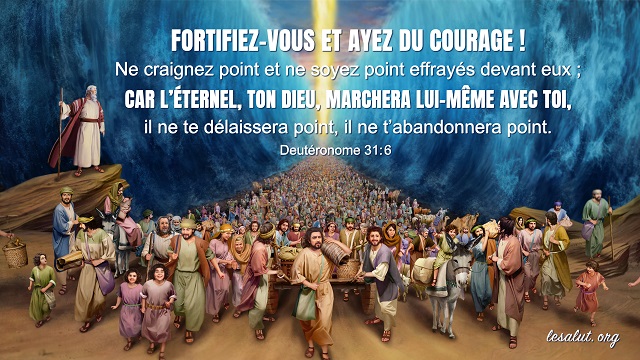 FORTIFIEZ-VOUS ET AYEZ DU COURAGE !
Ne craignez point et ne soyez point effrayés devant eux ;
CAR L'ÉTERNEL, TON DIEU, MARCHERA LUI-MÊME AVEC TOI,
il ne te délaissera point, il ne t'abandonnera point.
Deutéronome 31:6
lesalut.org